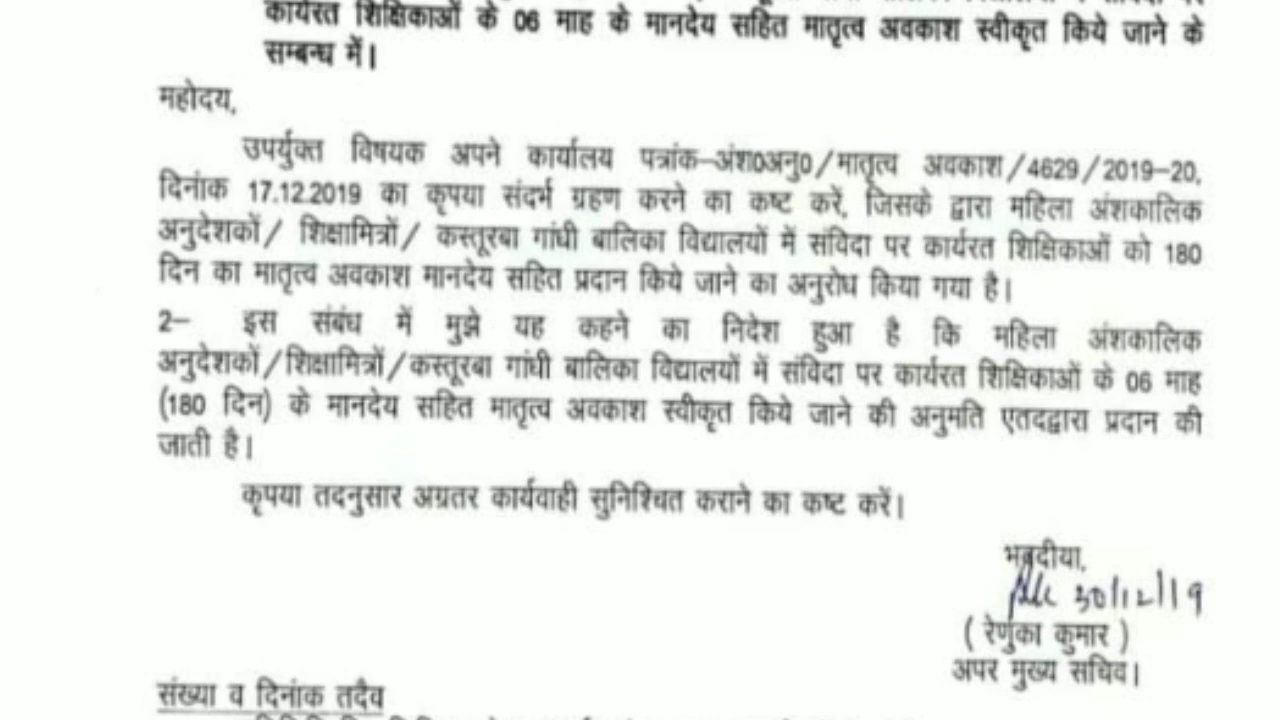 कार्यरत शिक्षिकाओं के 06 माह के मानदेय सहित मातृत्व अवकाश स्वीकृत किये जाने के
सम्बन्ध में।
महोदय,
उपर्युक्त विषयक अपने कार्यालय पत्रांक–अंश0अनु0/मातृत्व अवकाश/4629/2019–20,
दिनांक 17.12.2019 का कृपया संदर्भ ग्रहण करने का कष्ट करें, जिसके द्वारा महिला अंशकालिक
अनुदेशकों/ शिक्षामित्रों/ कस्तूरबा गांधी बालिका विद्यालयों में संविदा पर कार्यरत शिक्षिकाओं को 180
दिन का मातृत्व अवकाश मानदेय सहित प्रदान किये जाने का अनुरोध किया गया है।
2– इस संबंध में मुझे यह कहने का निदेश हुआ है कि महिला अंशकालिक
अनुदेशकों/शिक्षामित्रों/कस्तूरबा गांधी बालिका विद्यालयों में संविदा पर कार्यरत शिक्षिकाओं के 06 माह
(180 दिन) के मानदेय सहित मातृत्व अवकाश स्वीकृत किये जाने की अनुमति एतदद्वारा प्रदान की
जाती है।
कृपया तदनुसार अग्रतर कार्यवाही सुनिश्चित कराने का कष्ट करें।
भवदीया,
30/12/19
( रेणुका कुमार )
अपर मुख्य सचिव।
संख्या व दिनांक तदैव